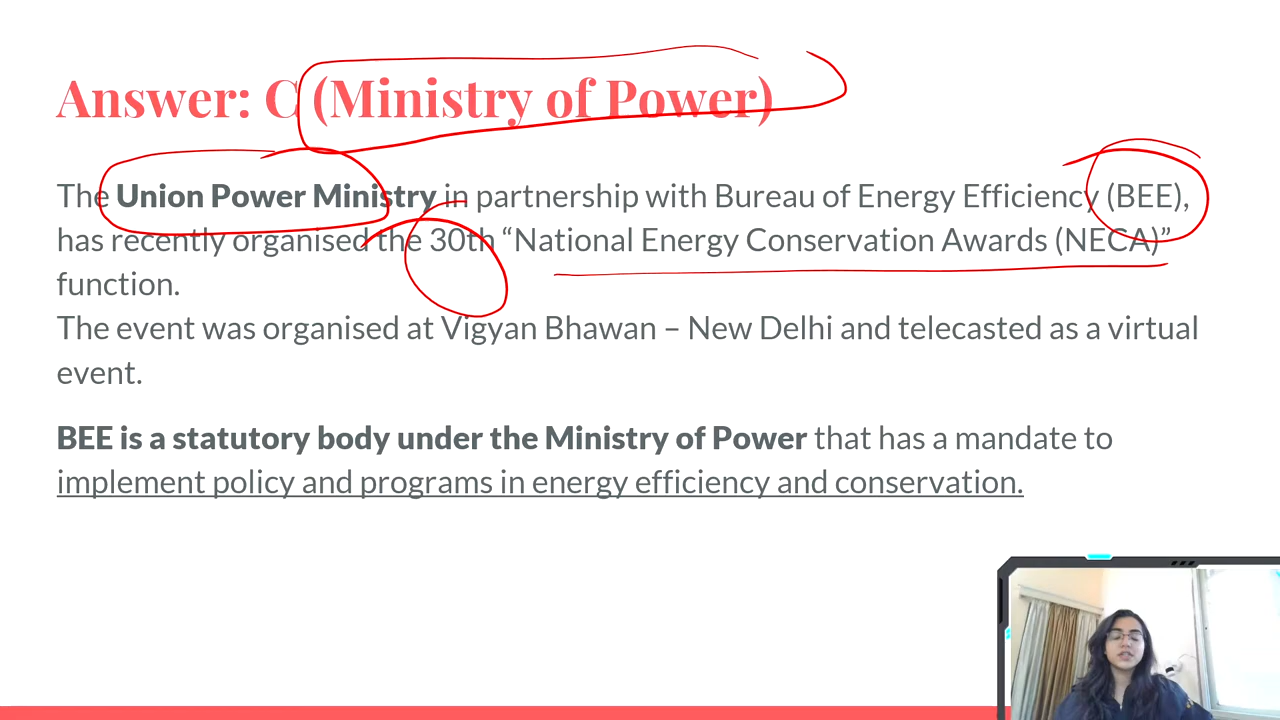 Answer: C (Ministry of Power)
The Union Power Ministry in partnership with Bureau of Energy Efficiency (BEE),
has recently organised the 30th “National Energy Conservation Awards (NECA)”
function.
The event was organised at Vigyan Bhawan – New Delhi and telecasted as a virtual
event.
BEE is a statutory body under the Ministry of Power that has a mandate to
implement policy and programs in energy efficiency and conservation.